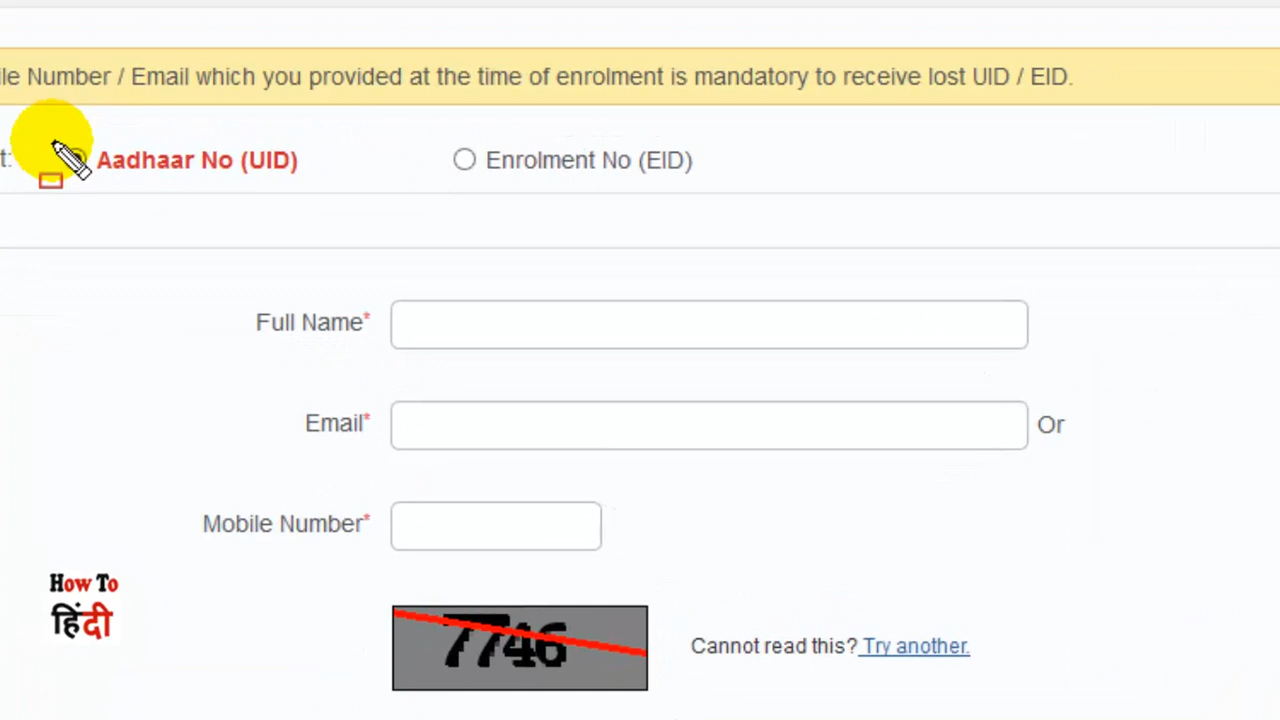 le Number / Email which you provided at the time of enrolment is mandatory to receive lost UID / EID.
t: Aadhaar No (UID) Enrolment No (EID)
Full Name*
Email* Or
Mobile Number*
How To
हिंदी
7746
Cannot read this? Try another.